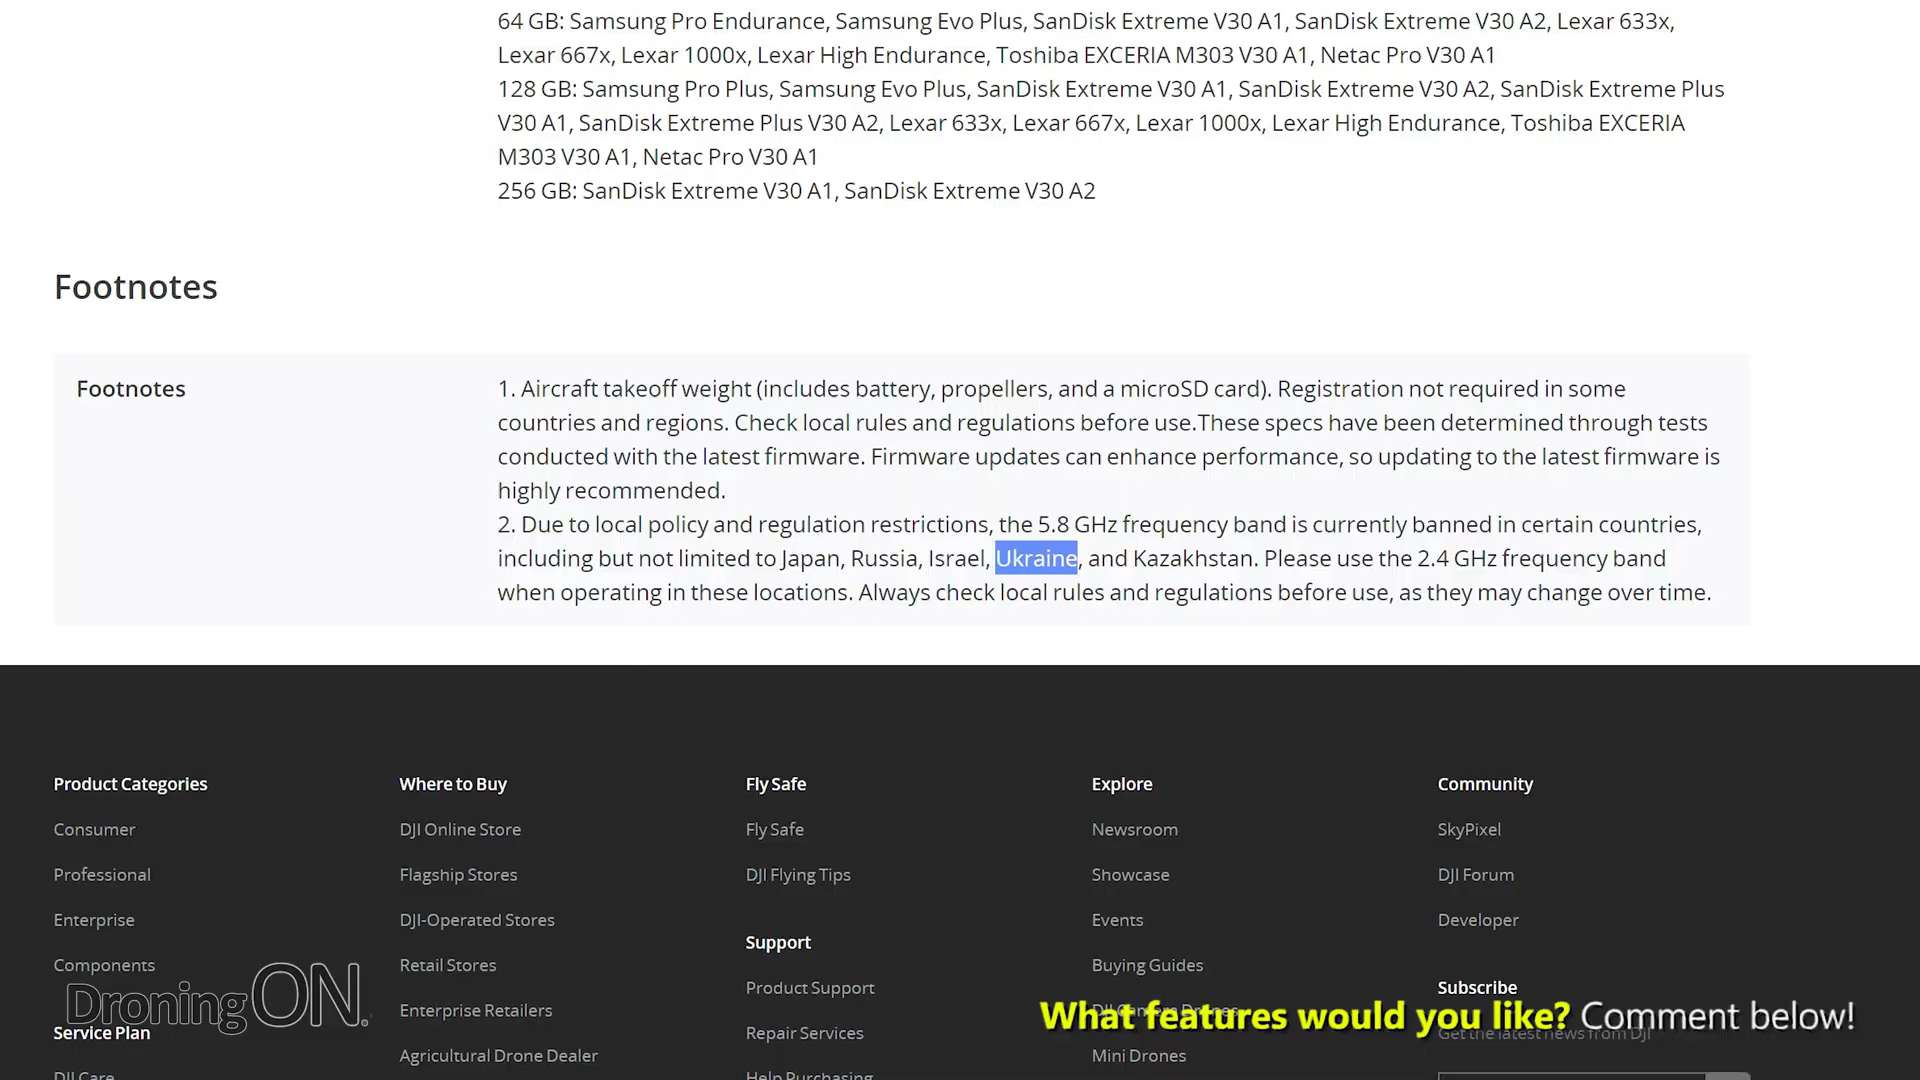 64 GB: Samsung Pro Endurance, Samsung Evo Plus, SanDisk Extreme V30 A1, SanDisk Extreme V30 A2, Lexar 633x,
Lexar 667x, Lexar 1000x, Lexar High Endurance, Toshiba EXCERIA M303 V30 A1, Netac Pro V30 A1
128 GB: Samsung Pro Plus, Samsung Evo Plus, SanDisk Extreme V30 A1, SanDisk Extreme V30 A2, SanDisk Extreme Plus
V30 A1, SanDisk Extreme Plus V30 A2, Lexar 633x, Lexar 667x, Lexar 1000x, Lexar High Endurance, Toshiba EXCERIA
M303 V30 A1, Netac Pro V30 A1
256 GB: SanDisk Extreme V30 A1, SanDisk Extreme V30 A2
Footnotes
Footnotes
1. Aircraft takeoff weight (includes battery, propellers, and a microSD card). Registration not required in some
countries and regions. Check local rules and regulations before use.These specs have been determined through tests
conducted with the latest firmware. Firmware updates can enhance performance, so updating to the latest firmware is
highly recommended.
2. Due to local policy and regulation restrictions, the 5.8 GHz frequency band is currently banned in certain countries,
including but not limited to Japan, Russia, Israel, Ukraine, and Kazakhstan. Please use the 2.4 GHz frequency band
when operating in these locations. Always check local rules and regulations before use, as they may change over time.
Product Categories
Consumer
Professional
Enterprise
Components
DroningON.
Service Plan
DJI Care
Where to Buy
DJI Online Store
Flagship Stores
DJI-Operated Stores
Retail Stores
Enterprise Retailers
Agricultural Drone Dealer
Fly Safe
Fly Safe
DJI Flying Tips
Support
Product Support
Repair Services
Help Purchasing
Explore
Newsroom
Showcase
Events
Buying Guides
DJI Camera Drones
Mini Drones
Community
SkyPixel
DJI Forum
Developer
Subscribe
What features would you like? Comment below!
Get the latest news from DJI